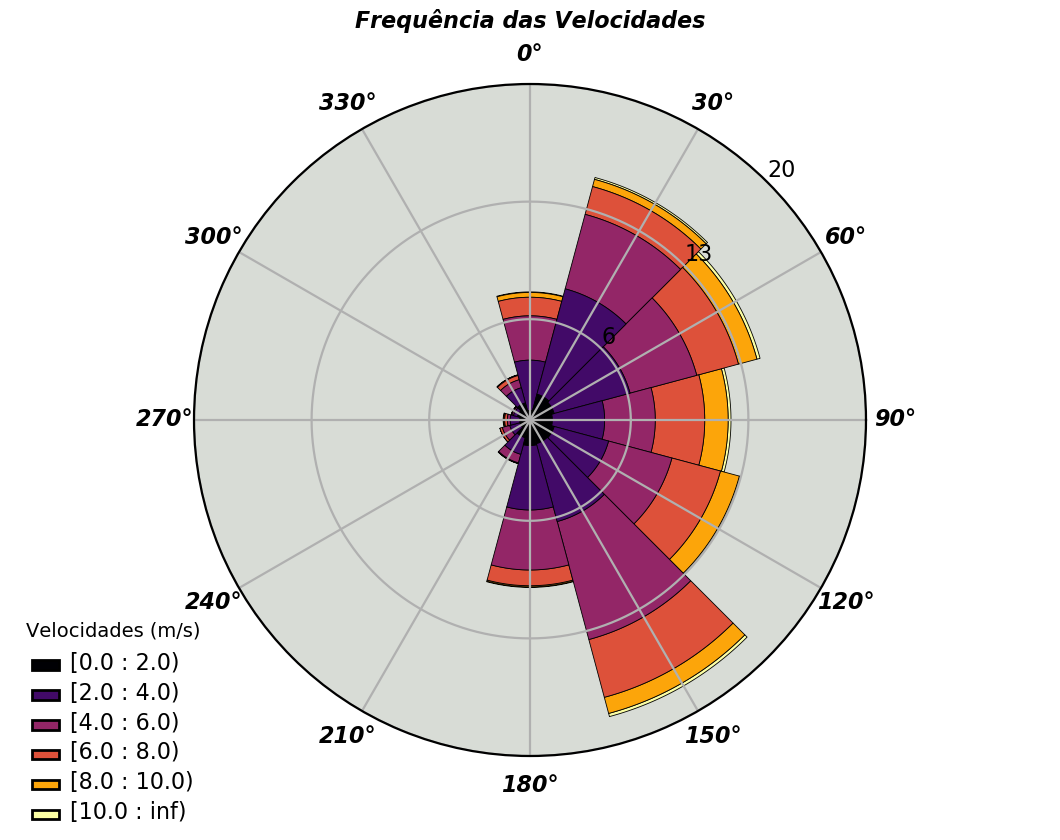 Frequência das Velocidades
0°
330°
30°
20
300°
60°
13
6
270°
90°
240°
120°
Velocidades (m/s)
[0.0 : 2.0)
[2.0 : 4.0)
[4.0 : 6.0)
[6.0 : 8.0)
[8.0 : 10.0)
[10.0 : inf)
210°
150°
180°